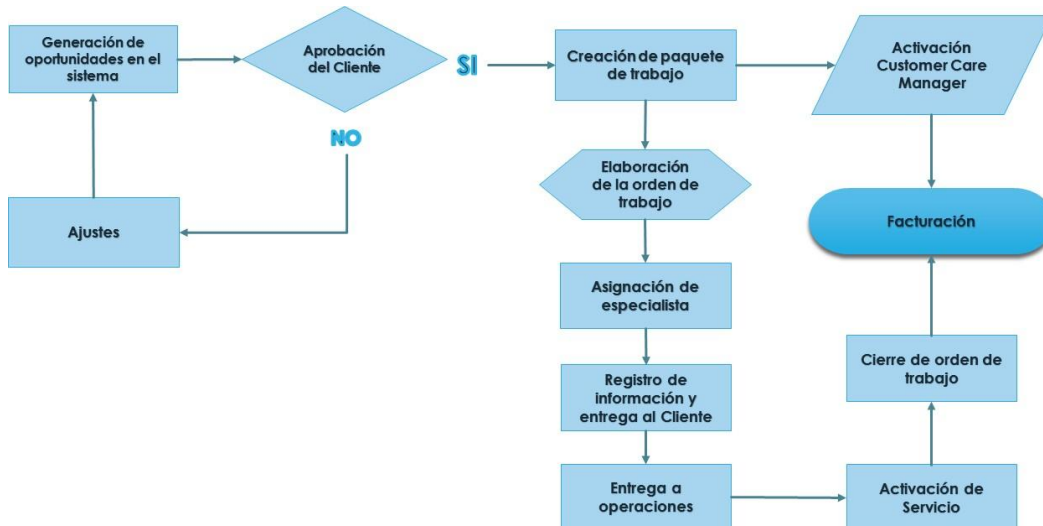 Generación de
oportunidades en el
sistema
Aprobación
del Cliente
SI
Creación de paquete
de trabajo
Activación
Customer Care
Manager
NO
Ajustes
Elaboración
de la orden de
trabajo
Facturación
Asignación de
especialista
Registro de
información y
entrega al Cliente
Cierre de orden de
trabajo
Entrega a
operaciones
Activación de
Servicio